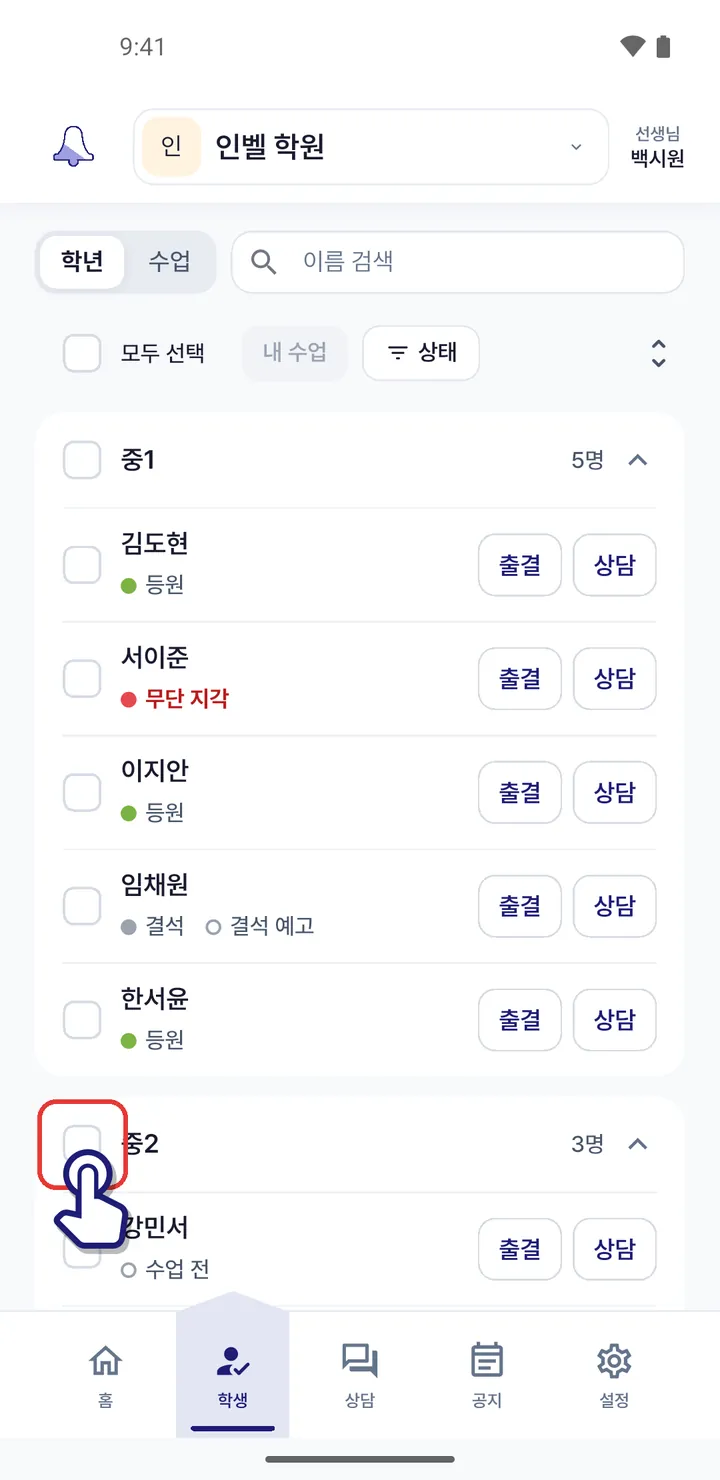 9:41
인 인벨 학원
선생님
백시원
학년 수업 이름 검색
모두 선택 내 수업 상태
중1 5명
김도현
등원
출결 상담
서이준
무단 지각
출결 상담
이지안
등원
출결 상담
임채원
결석 결석 예고
출결 상담
한서윤
등원
출결 상담
중2 3명
강민서
수업 전
출결 상담
홈 학생 상담 공지 설정